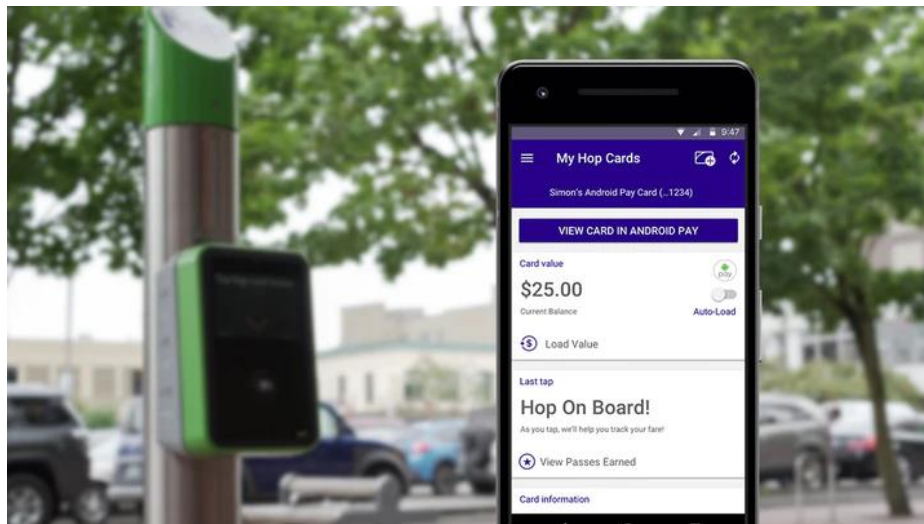 9:47
My Hop Cards
Simon's Android Pay Card (..1234)
VIEW CARD IN ANDROID PAY
Card value
pay
$25.00
Current Balance
Auto-Load
Load Value
Last tap
Hop On Board!
As you tap, we'll help you track your fare!
View Passes Earned
Card information